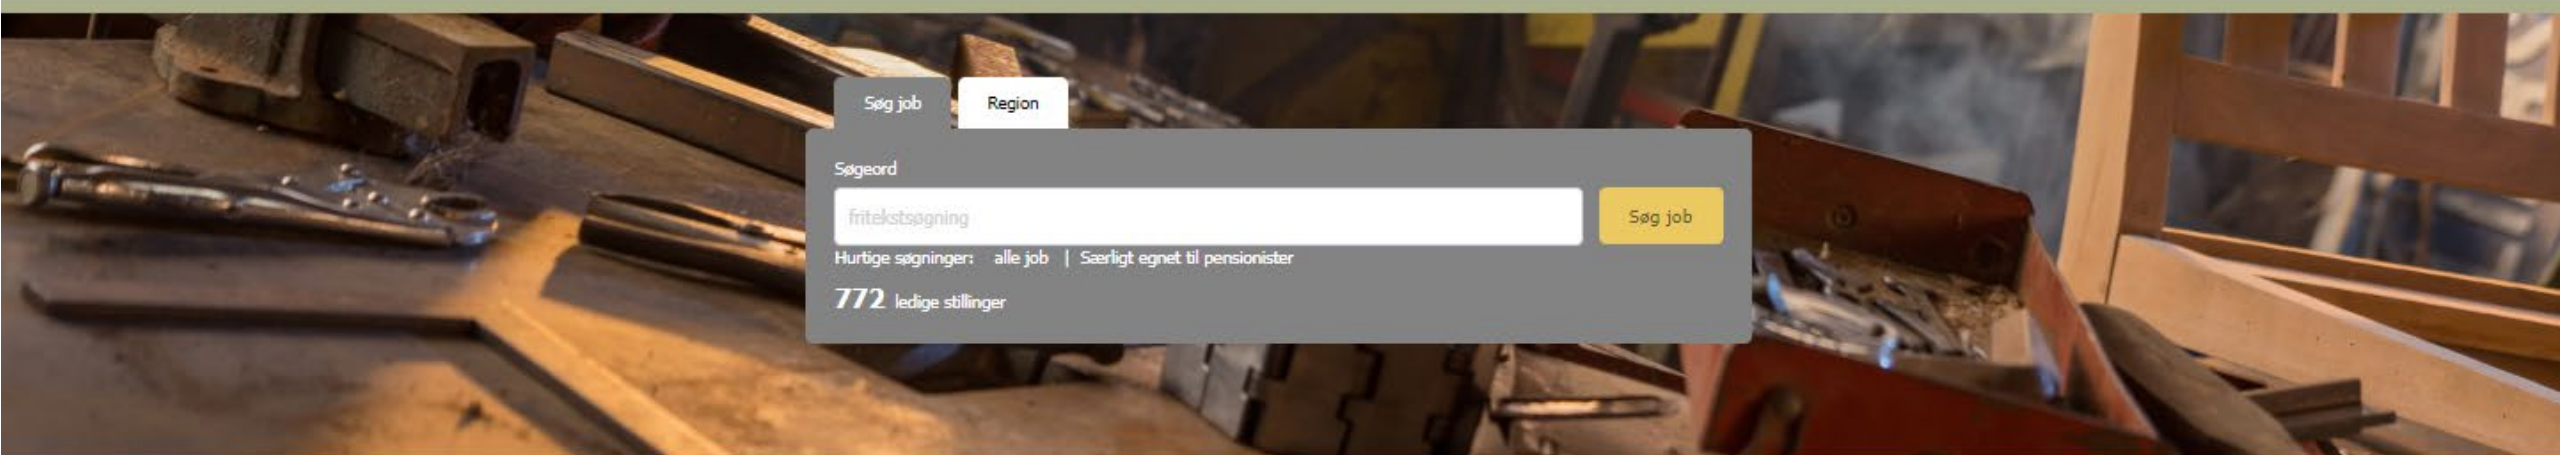 Søg job Region
Søgeord
fritekstsøgning Søg job
Hurtige søgninger: alle job | Særligt egnet til pensionister
772 ledige stillinger